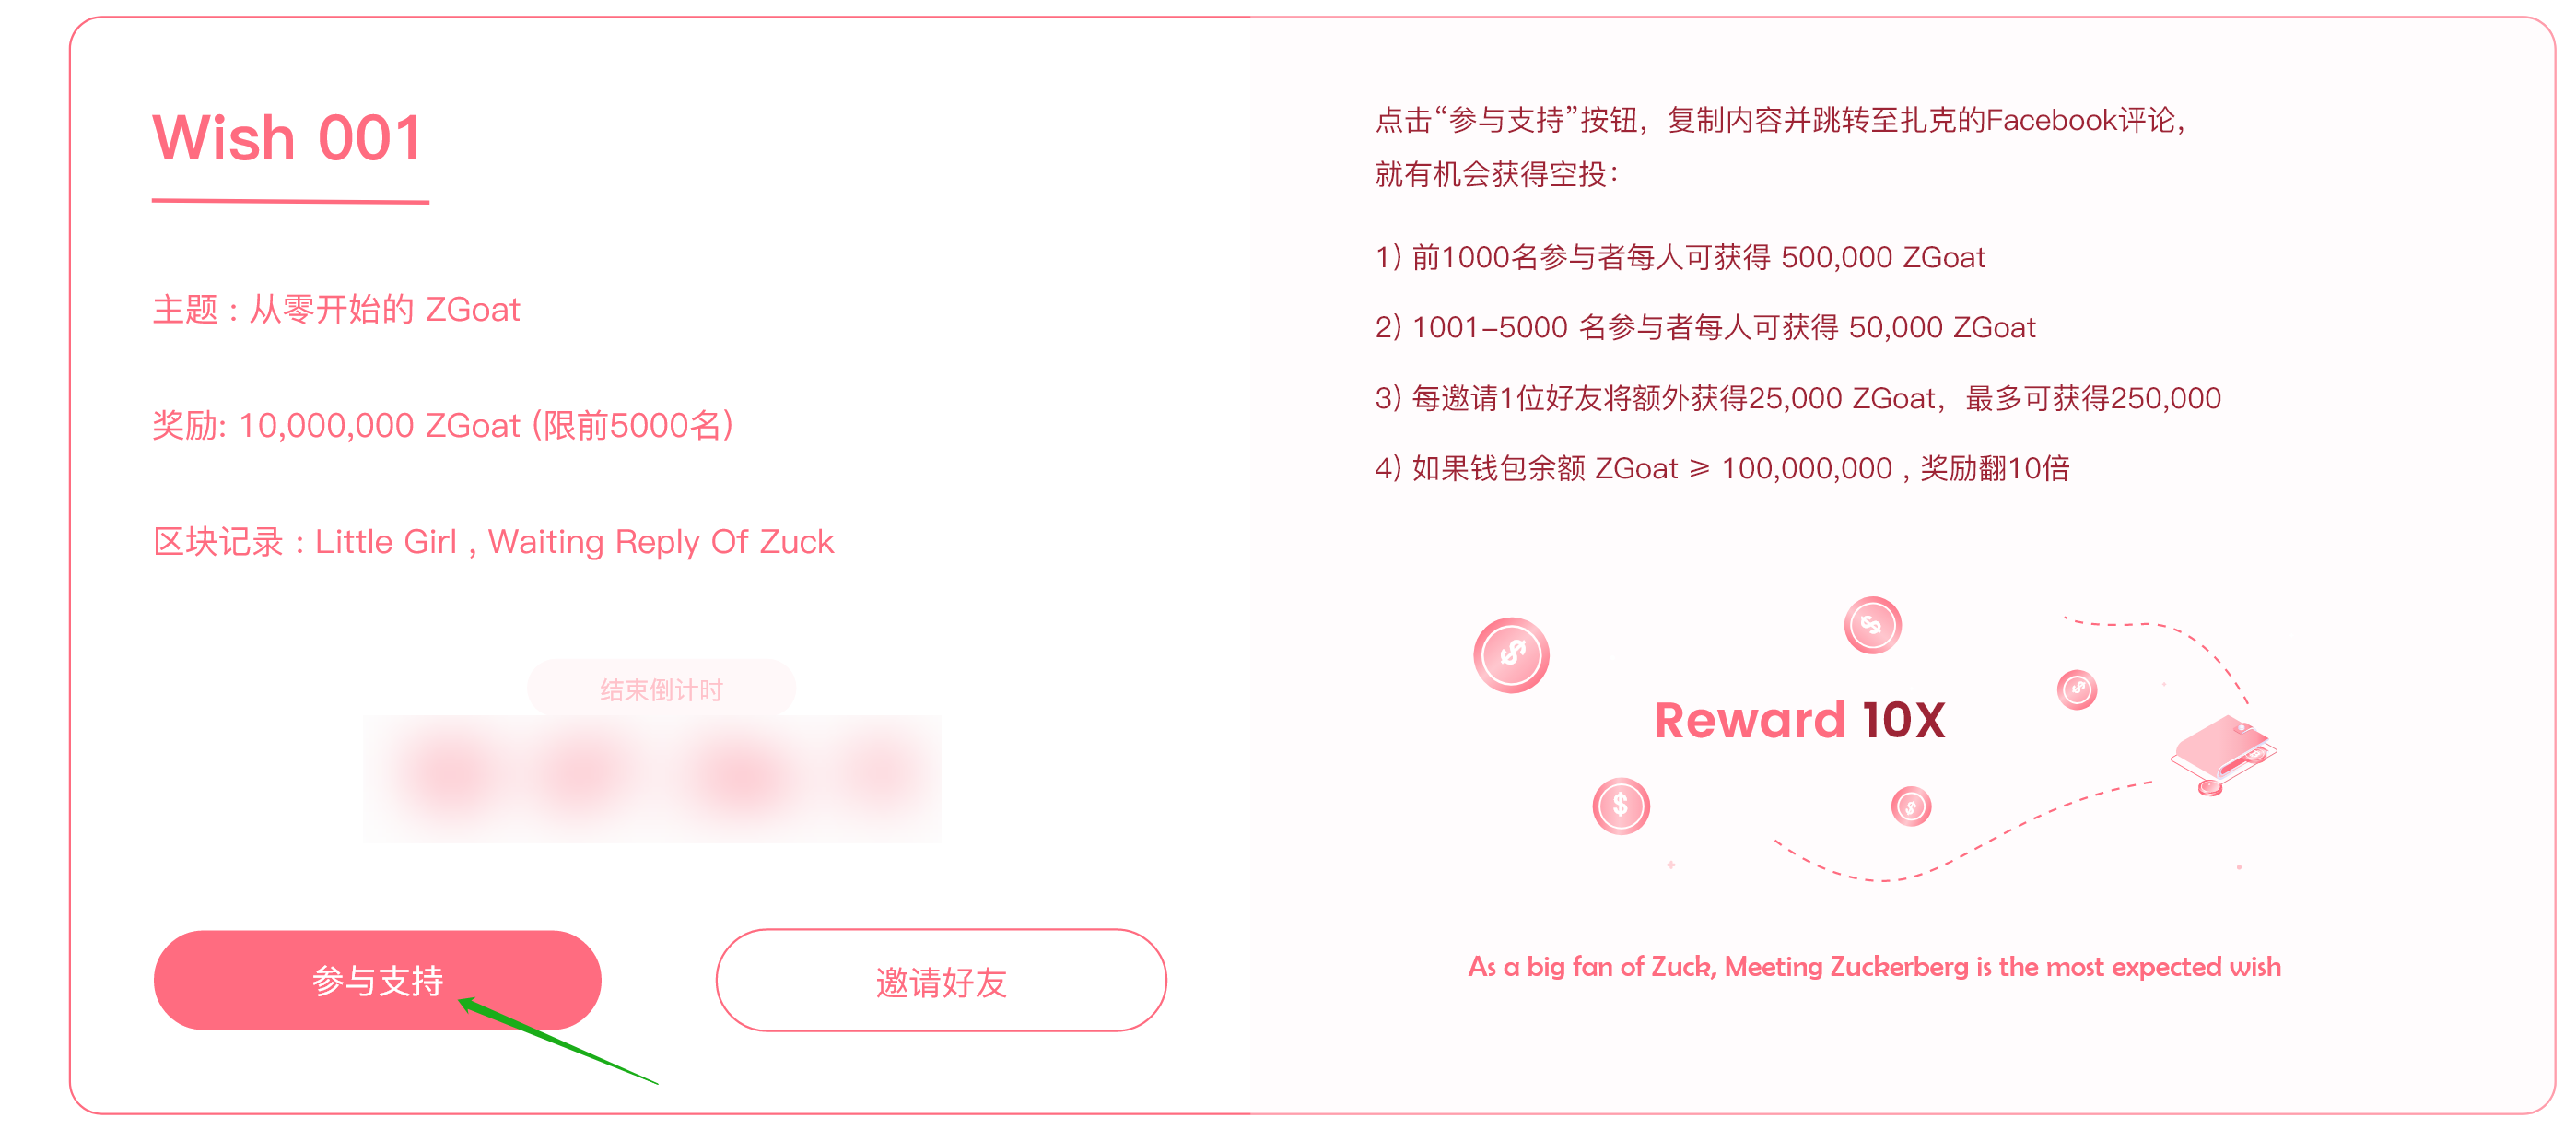 Wish 001
主题 : 从零开始的 ZGoat
奖励: 10,000,000 ZGoat (限前5000名)
区块记录 : Little Girl , Waiting Reply Of Zuck
结束倒计时
参与支持
邀请好友
点击“参与支持”按钮，复制内容并跳转至扎克的Facebook评论，
就有机会获得空投：
1) 前1000名参与者每人可获得 500,000 ZGoat
2) 1001-5000 名参与者每人可获得 50,000 ZGoat
3) 每邀请1位好友将额外获得25,000 ZGoat，最多可获得250,000
4) 如果钱包余额 ZGoat ⩾ 100,000,000 , 奖励翻10倍
Reward 10X
As a big fan of Zuck, Meeting Zuckerberg is the most expected wish